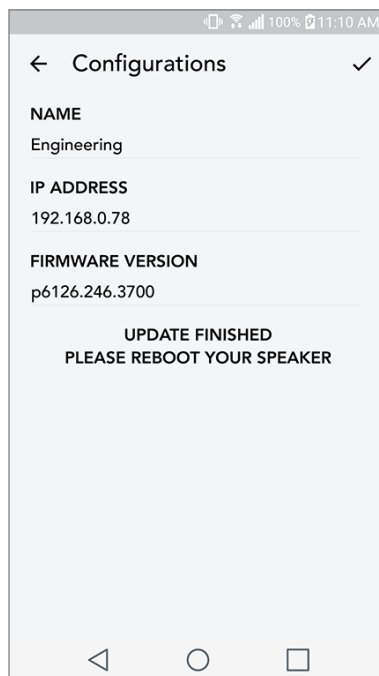 100% 11:10 AM
Configurations
NAME
Engineering
IP ADDRESS
192.168.0.78
FIRMWARE VERSION
p6126.246.3700
UPDATE FINISHED
PLEASE REBOOT YOUR SPEAKER